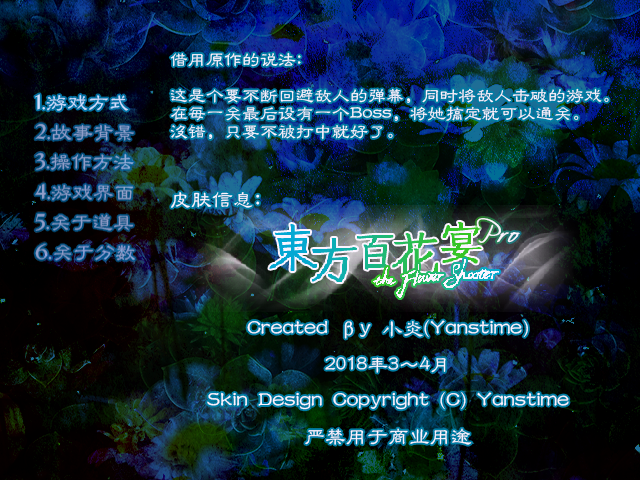 借用原作的说法:
这是个要不断回避敌人的弹幕，同时将敌人击破的游戏。
在每一关最后设有一个Boss，将她搞定就可以通关。
没错，只要不被打中就好了。
1.游戏方式
2.故事背景
3.操作方法
4.游戏界面
5.关于道具
6.关于分数
皮肤信息:
東方百花宴Pro
the Flower Shooter
Created βy 小炎(Yanstime)
2018年3～4月
Skin Design Copyright (C) Yanstime
严禁用于商业用途